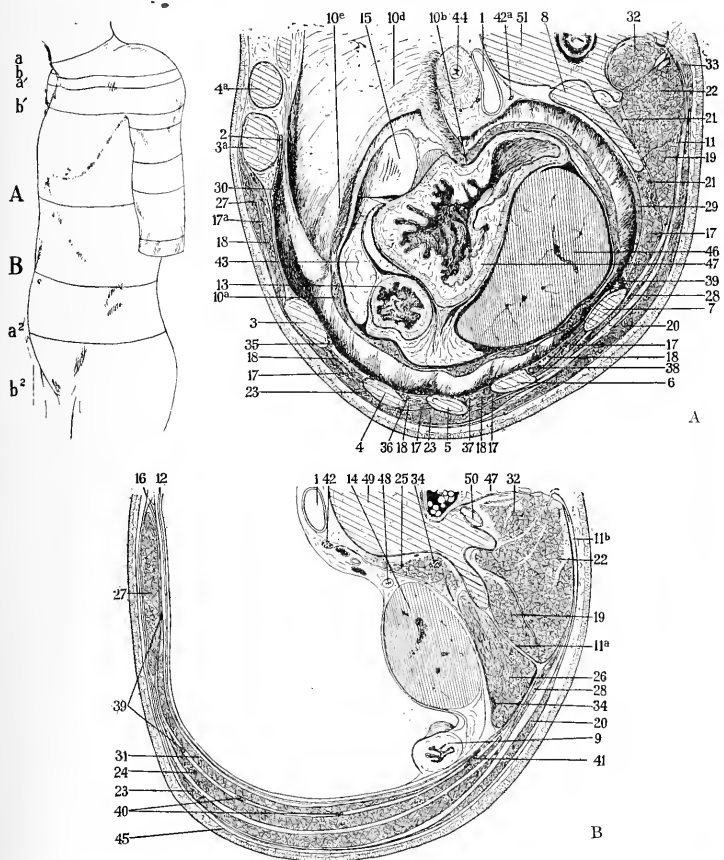 a
b
a′
b′
A
B
a²
b²
10ᵉ 15 10ᵈ 10ᵇ 44 1 42ᵃ 51 8 32
4ᵃ
2
3ᵃ
30
27
17ᵃ
18
43
13
10ᵃ
3
35
18
17
23
4 36 18 17 23 5 37 18 17
33
22
21
11
19
21
29
17
46
47
39
28
7
20
17
18
38
6
A
16 12 1 42 14 49 48 25 34 50 47 32
27
39
31
24
23
40
45
11ᵇ
22
19
11ᵃ
26
28
34
20
9
41
B